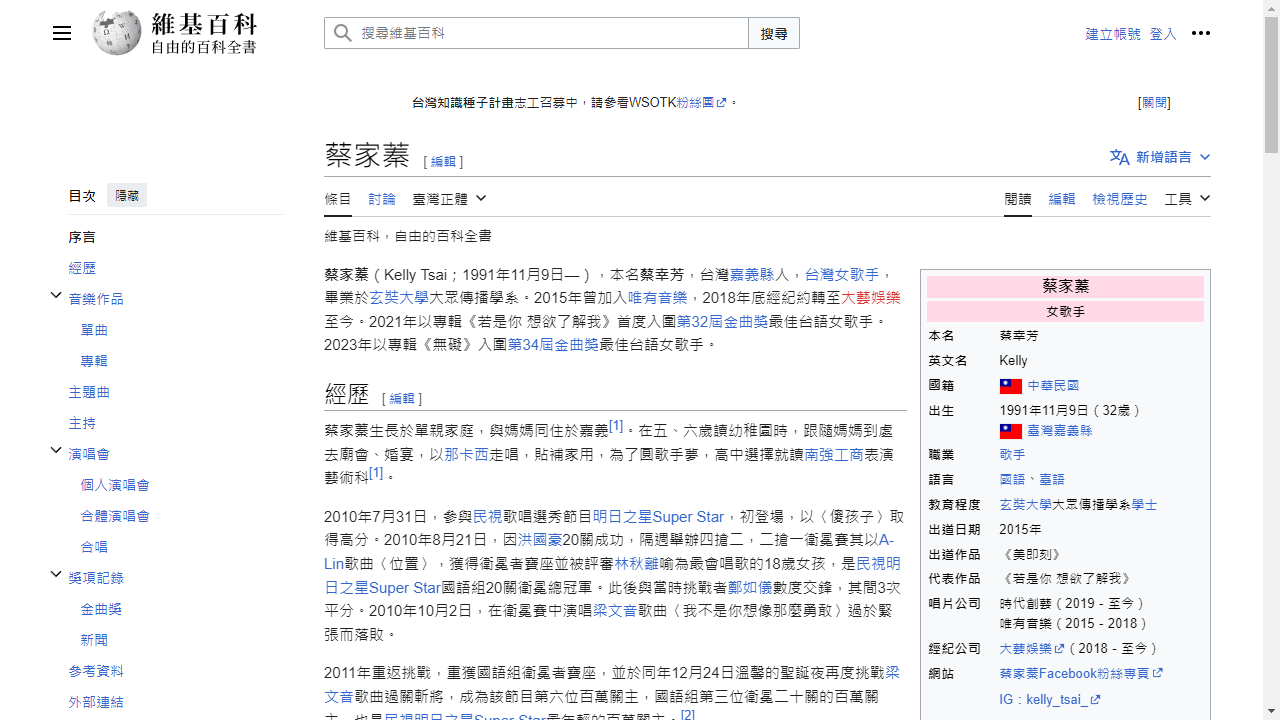 維基百科
自由的百科全書
搜尋維基百科
搜尋
建立帳號 登入
台灣知識種子計畫志工召募中，請參看WSOTK粉絲團。
[關閉]
蔡家蓁 [ 編輯 ]
新增語言
目次 隱藏
序言
經歷
音樂作品
單曲
專輯
主題曲
主持
演唱會
個人演唱會
合體演唱會
合唱
獎項記錄
金曲獎
新聞
參考資料
外部連結
條目 討論 臺灣正體
閱讀 編輯 檢視歷史 工具
維基百科，自由的百科全書
蔡家蓁（Kelly Tsai；1991年11月9日—），本名蔡幸芳，台灣嘉義縣人，台灣女歌手，
畢業於玄奘大學大眾傳播學系。2015年曾加入唯有音樂，2018年底經紀約轉至大藝娛樂
至今。2021年以專輯《若是你 想欲了解我》首度入圍第32屆金曲獎最佳台語女歌手。
2023年以專輯《無礙》入圍第34屆金曲獎最佳台語女歌手。
經歷 [ 編輯 ]
蔡家蓁生長於單親家庭，與媽媽同住於嘉義[1]。在五、六歲讀幼稚園時，跟隨媽媽到處
去廟會、婚宴，以那卡西走唱，貼補家用，為了圓歌手夢，高中選擇就讀南強工商表演
藝術科[1]。
2010年7月31日，參與民視歌唱選秀節目明日之星Super Star，初登場，以〈傻孩子〉取
得高分。2010年8月21日，因洪國豪20關成功，隔週舉辦四搶二，二搶一衛冕賽其以A-
Lin歌曲〈位置〉，獲得衛冕者寶座並被評審林秋離喻為最會唱歌的18歲女孩，是民視明
日之星Super Star國語組20關衛冕總冠軍。此後與當時挑戰者鄭如儀數度交鋒，其間3次
平分。2010年10月2日，在衛冕賽中演唱梁文音歌曲〈我不是你想像那麼勇敢〉過於緊
張而落敗。
2011年重返挑戰，重獲國語組衛冕者寶座，並於同年12月24日溫馨的聖誕夜再度挑戰梁
文音歌曲過關斬將，成為該節目第六位百萬關主，國語組第三位衛冕二十關的百萬關
主，也是民視明日之星Super Star最年輕的百萬關主。[2]
蔡家蓁
女歌手
本名 蔡幸芳
英文名 Kelly
國籍 中華民國
出生 1991年11月9日（32歲）
臺灣嘉義縣
職業 歌手
語言 國語、臺語
教育程度 玄奘大學大眾傳播學系學士
出道日期 2015年
出道作品 《美即刻》
代表作品 《若是你 想欲了解我》
唱片公司 時代創藝（2019 - 至今）
唯有音樂（2015 - 2018）
經紀公司 大藝娛樂（2018 - 至今）
網站 蔡家蓁Facebook粉絲專頁
IG：kelly_tsai_